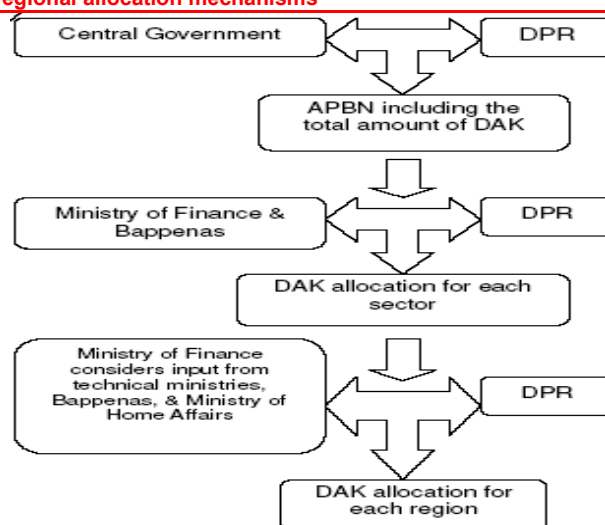 regional allocation mechanisms
Central Government
DPR
APBN including the
total amount of DAK
Ministry of Finance &
Bappenas
DPR
DAK allocation for each
sector
Ministry of Finance
considers input from
technical ministries,
Bappenas, & Ministry of
Home Affairs
DPR
DAK allocation for
each region